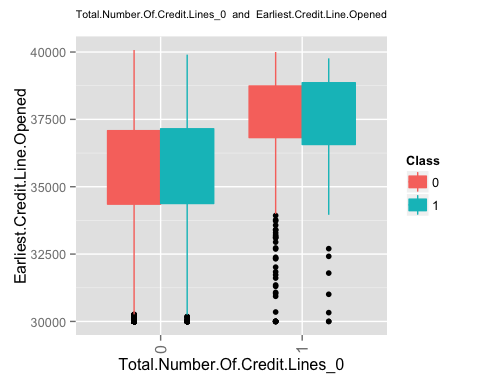 Total.Number.Of.Credit.Lines_0 and Earliest.Credit.Line.Opened
Earliest.Credit.Line.Opened
40000
37500
35000
32500
30000
0
1
Total.Number.Of.Credit.Lines_0
Class
0
1